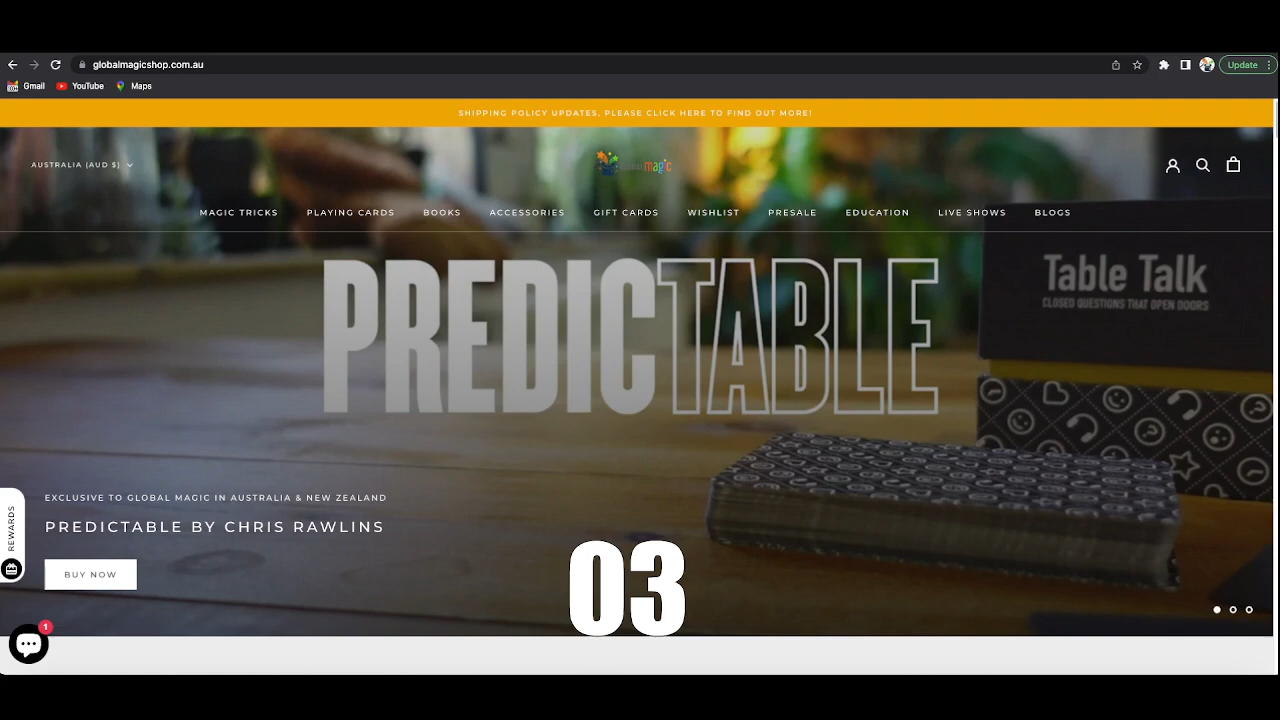 globalmagicshop.com.au
Update
Gmail YouTube Maps
SHIPPING POLICY UPDATES, PLEASE CLICK HERE TO FIND OUT MORE!
AUSTRALIA (AUD $)
magic
MAGIC TRICKS PLAYING CARDS BOOKS ACCESSORIES GIFT CARDS WISHLIST PRESALE EDUCATION LIVE SHOWS BLOGS
PREDICTABLE
Table Talk
CLOSED QUESTIONS THAT OPEN DOORS
EXCLUSIVE TO GLOBAL MAGIC IN AUSTRALIA & NEW ZEALAND
PREDICTABLE BY CHRIS RAWLINS
REWARDS
BUY NOW
03
1